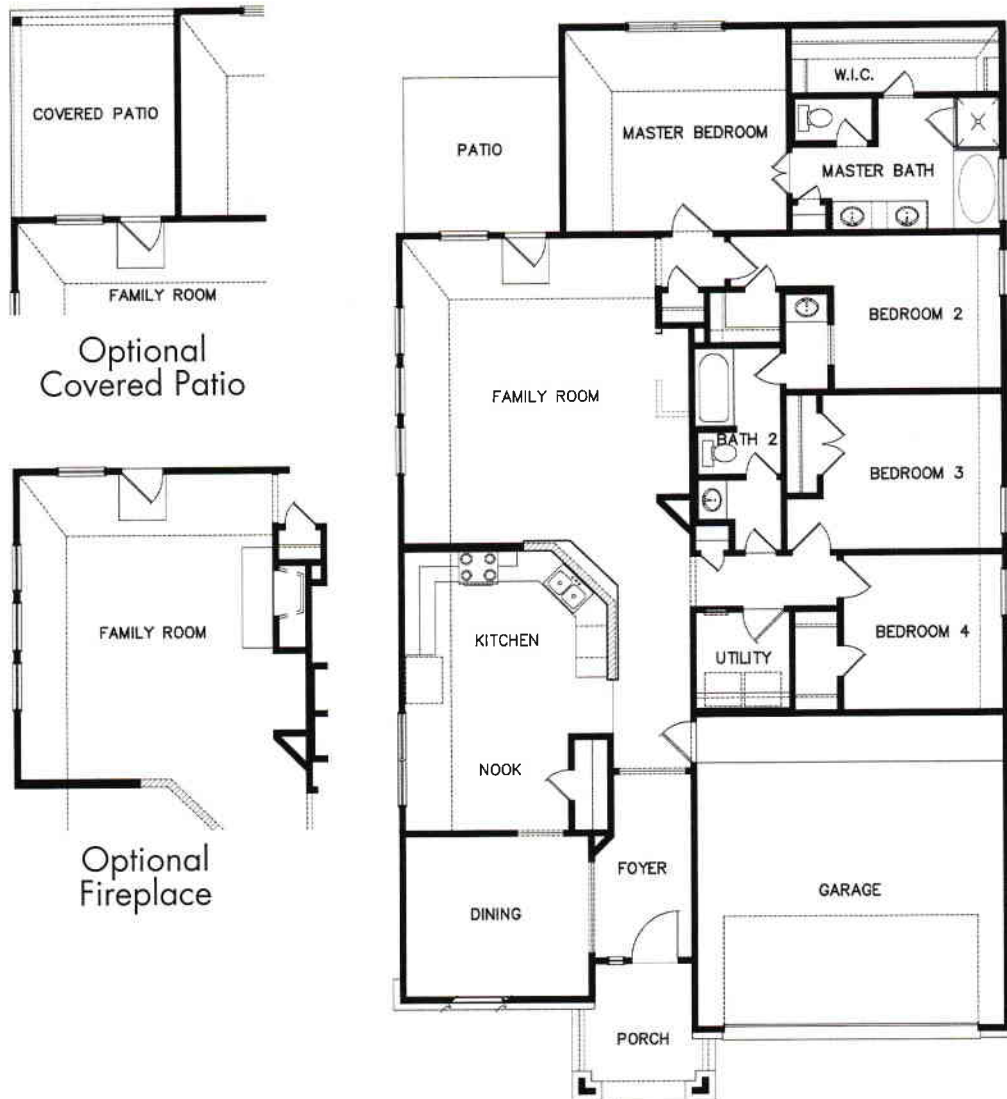 COVERED PATIO
FAMILY ROOM
Optional
Covered Patio
FAMILY ROOM
Optional
Fireplace
W.I.C.
MASTER BEDROOM
PATIO
MASTER BATH
BEDROOM 2
FAMILY ROOM
BATH 2
BEDROOM 3
KITCHEN
BEDROOM 4
UTILITY
NOOK
FOYER
GARAGE
DINING
PORCH